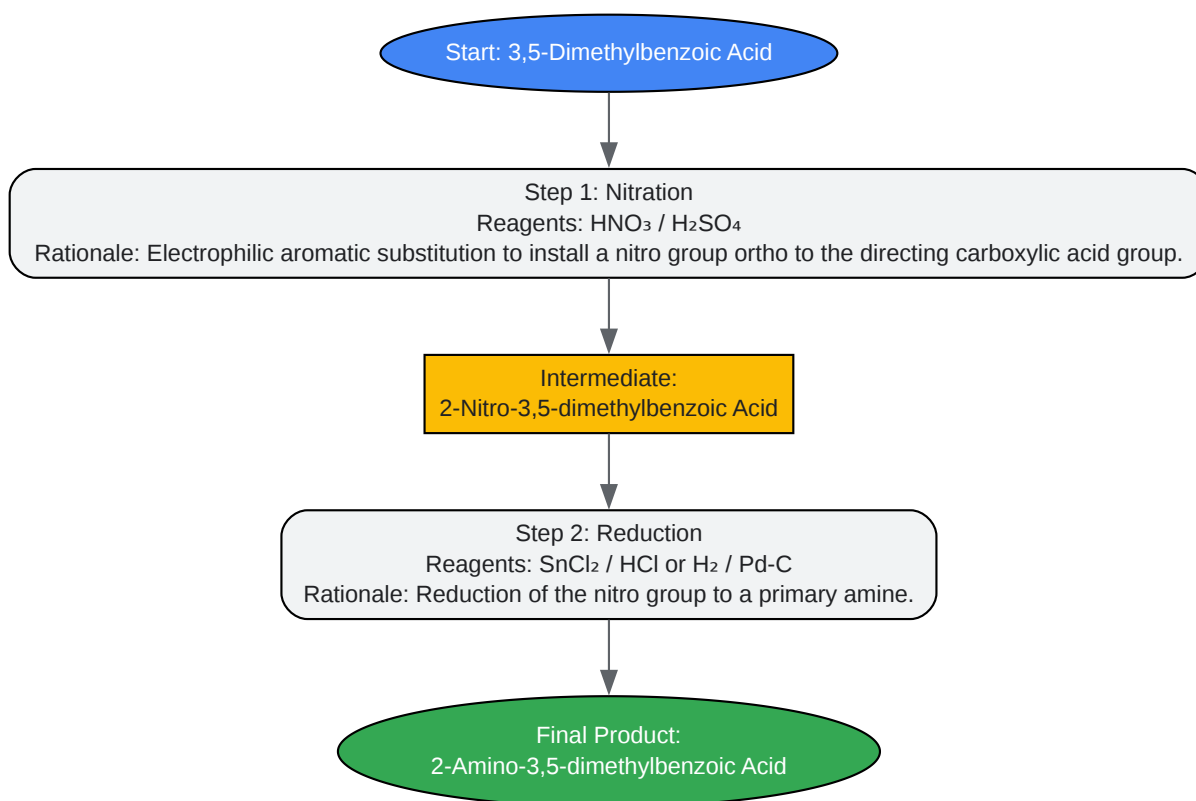 Start: 3,5-Dimethylbenzoic Acid
Step 1: Nitration
Reagents: HNO₃ / H₂SO₄
Rationale: Electrophilic aromatic substitution to install a nitro group ortho to the directing carboxylic acid group.
Intermediate:
2-Nitro-3,5-dimethylbenzoic Acid
Step 2: Reduction
Reagents: SnCl₂ / HCl or H₂ / Pd-C
Rationale: Reduction of the nitro group to a primary amine.
Final Product:
2-Amino-3,5-dimethylbenzoic Acid